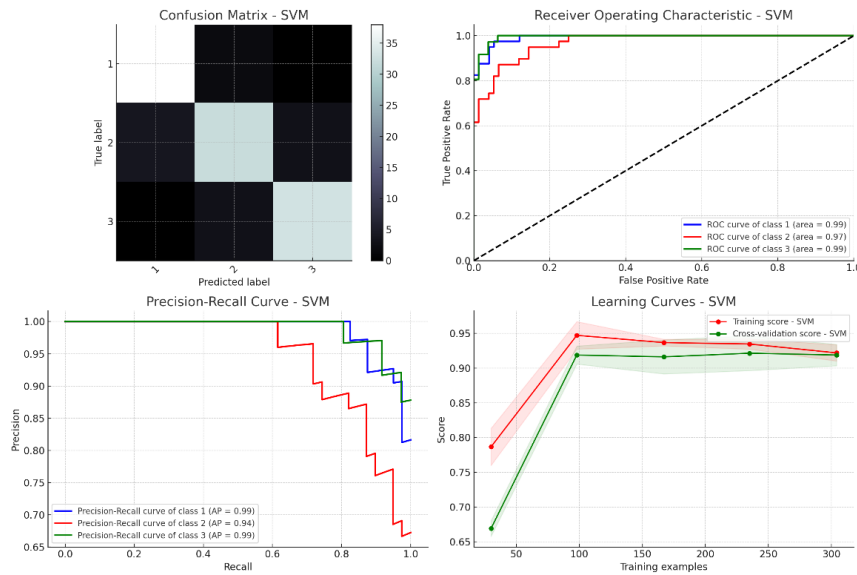 Confusion Matrix - SVM
1
2
3
True label
1
2
3
Predicted label
35
30
25
20
15
10
5
0
Receiver Operating Characteristic - SVM
1.0
0.8
0.6
0.4
0.2
0.0
True Positive Rate
0.0
0.2
0.4
0.6
0.8
1.0
False Positive Rate
ROC curve of class 1 (area = 0.99)
ROC curve of class 2 (area = 0.97)
ROC curve of class 3 (area = 0.99)
Precision-Recall Curve - SVM
1.00
0.95
0.90
0.85
0.80
0.75
0.70
0.65
Precision
0.0
0.2
0.4
0.6
0.8
1.0
Recall
Precision-Recall curve of class 1 (AP = 0.99)
Precision-Recall curve of class 2 (AP = 0.94)
Precision-Recall curve of class 3 (AP = 0.99)
Learning Curves - SVM
Training score - SVM
Cross-validation score - SVM
0.95
0.90
0.85
0.80
0.75
0.70
0.65
Score
50
100
150
200
250
300
Training examples